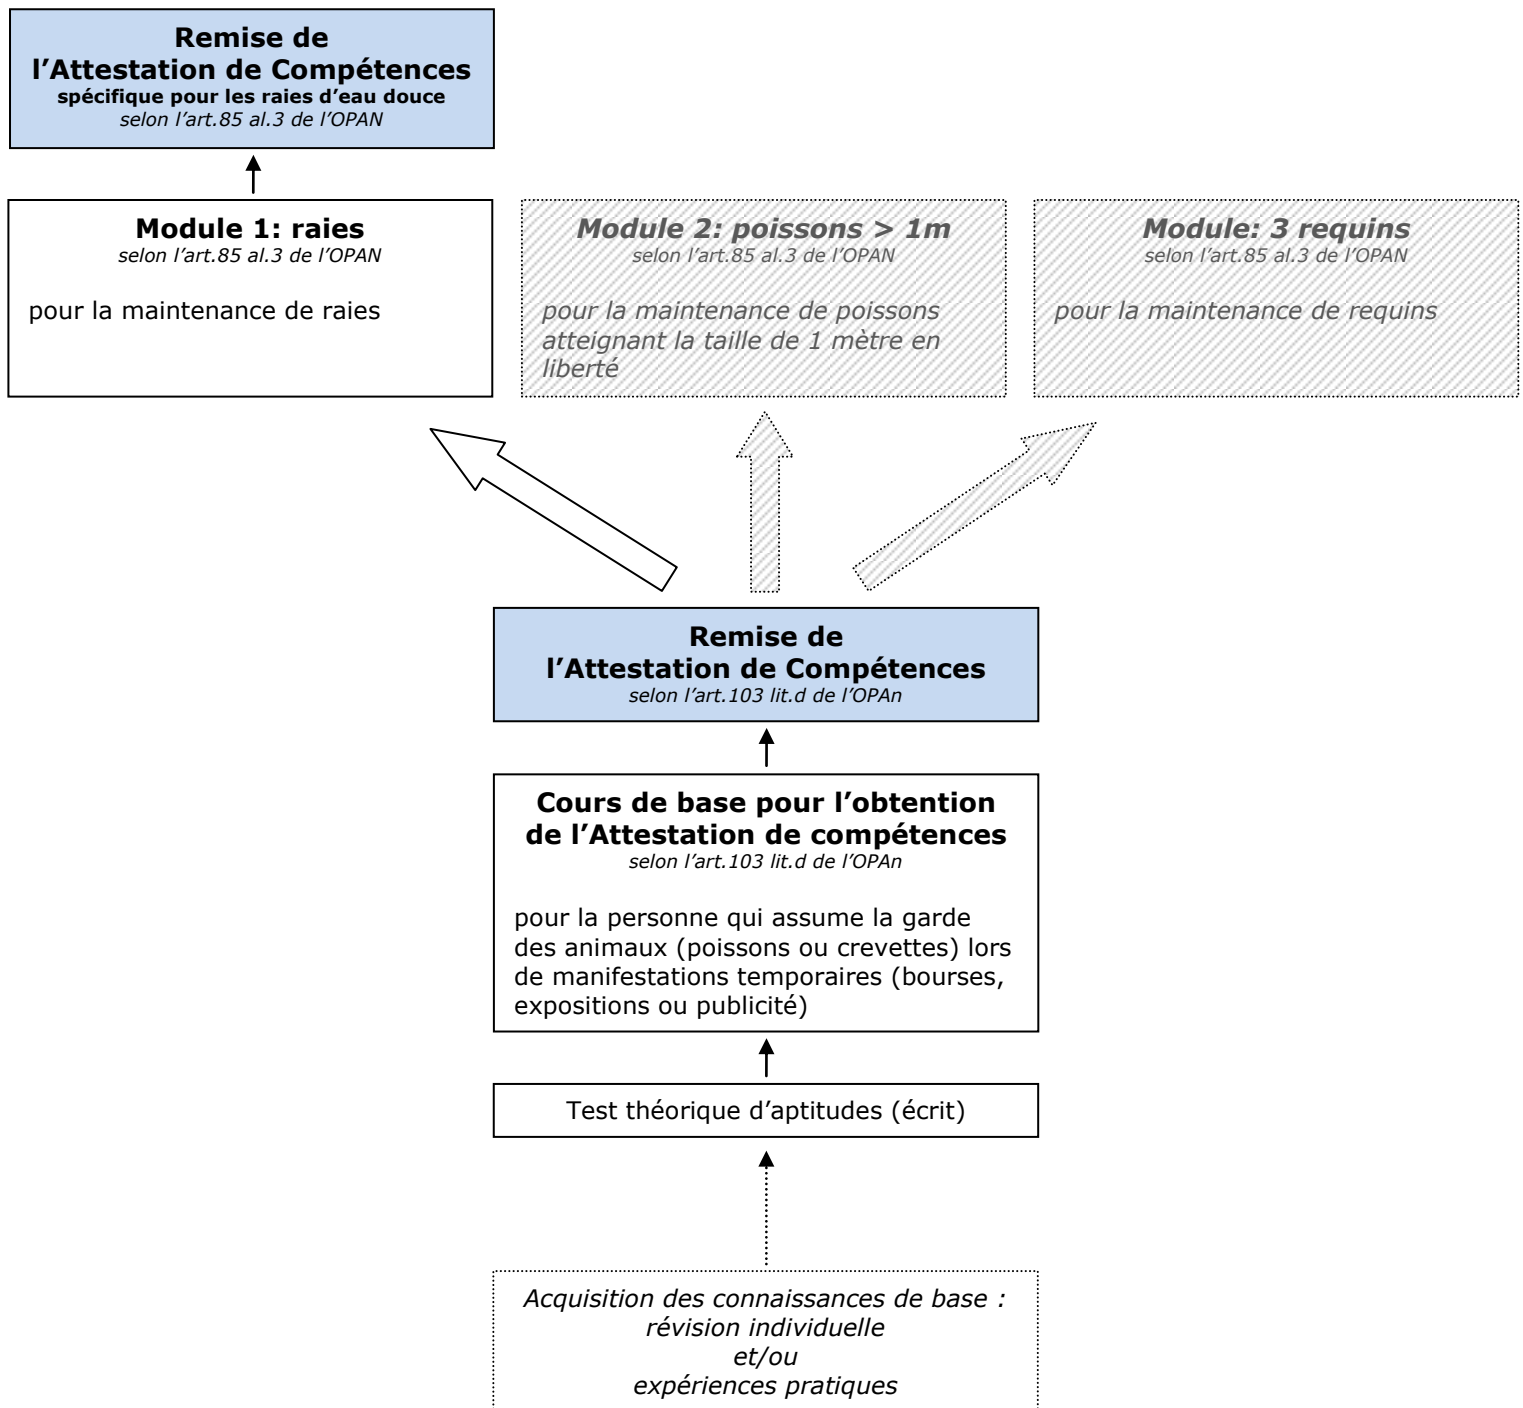 Remise de
l’Attestation de Compétences
spécifique pour les raies d’eau douce
selon l’art.85 al.3 de l’OPAN
Module 1: raies
selon l’art.85 al.3 de l’OPAN
pour la maintenance de raies
Module 2: poissons > 1m
selon l’art.85 al.3 de l’OPAN
pour la maintenance de poissons
atteignant la taille de 1 mètre en
liberté
Module: 3 requins
selon l’art.85 al.3 de l’OPAN
pour la maintenance de requins
Remise de
l’Attestation de Compétences
selon l’art.103 lit.d de l’OPAn
Cours de base pour l’obtention
de l’Attestation de compétences
selon l’art.103 lit.d de l’OPAn
pour la personne qui assume la garde
des animaux (poissons ou crevettes) lors
de manifestations temporaires (bourses,
expositions ou publicité)
Test théorique d’aptitudes (écrit)
Acquisition des connaissances de base :
révision individuelle
et/ou
expériences pratiques